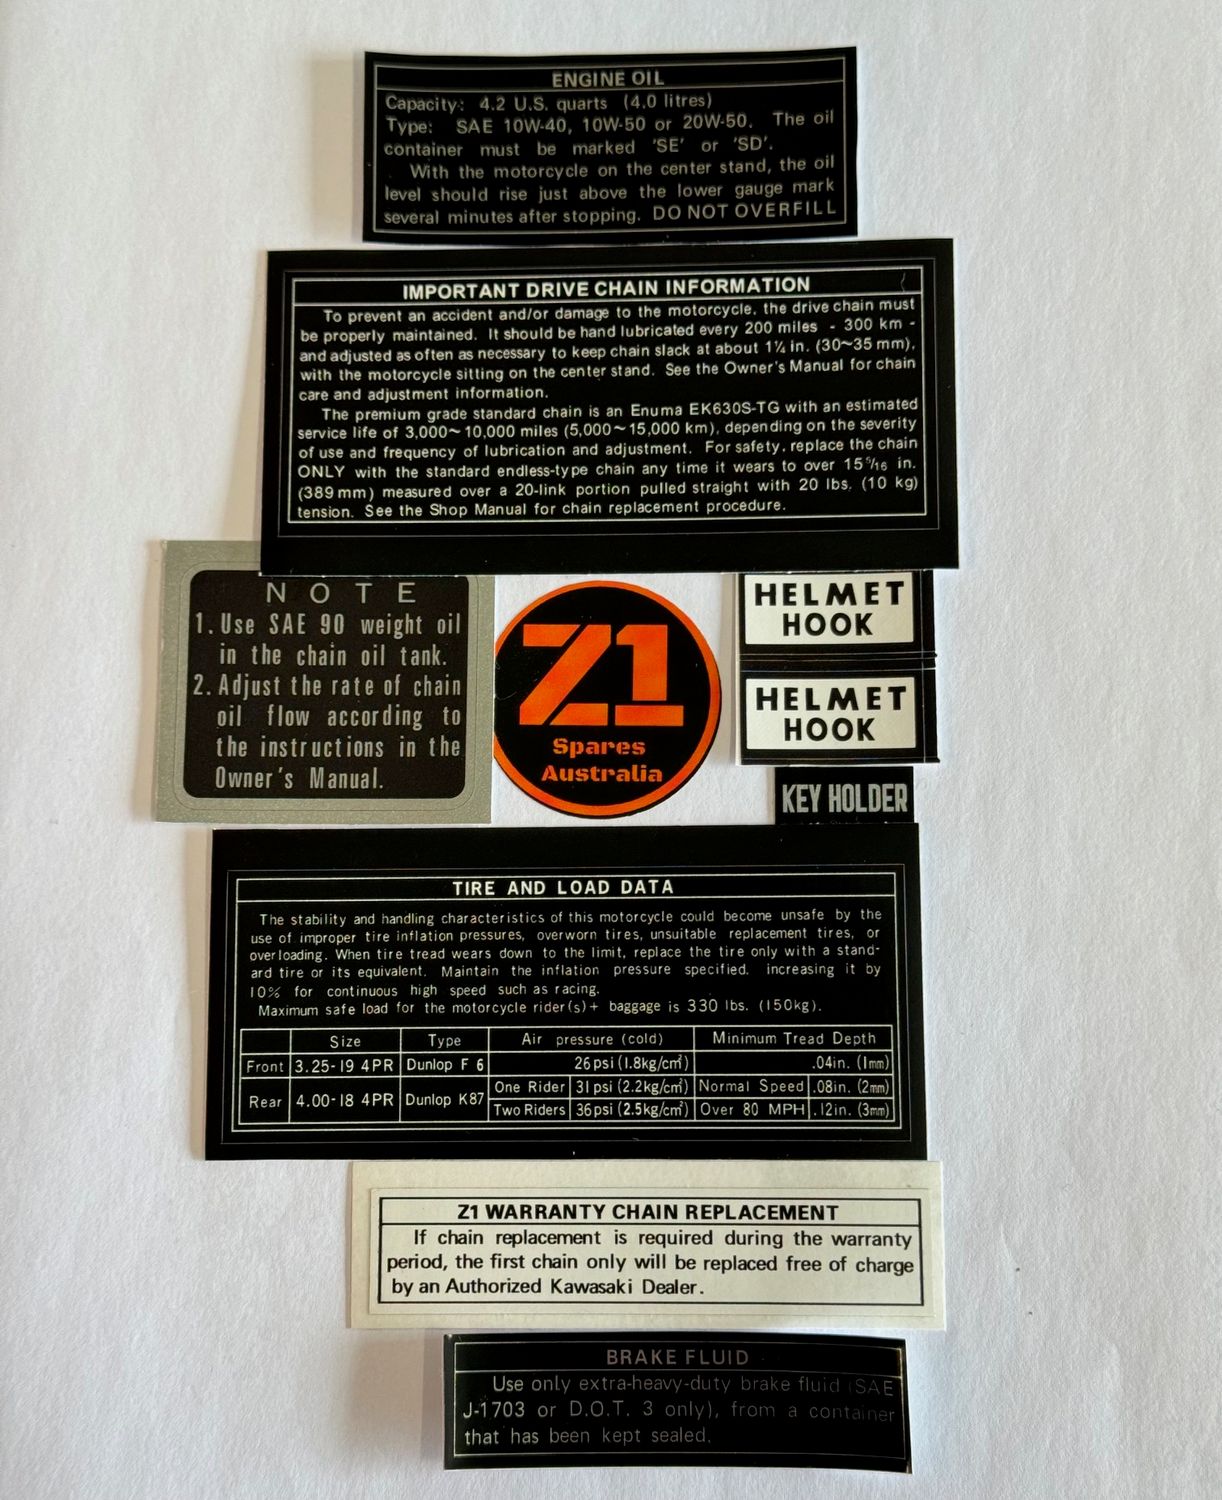 ENGINE OIL
Capacity: 4.2 U.S. quarts (4.0 litres)
Type: SAE 10W-40, 10W-50 or 20W-50. The oil
container must be marked 'SE' or 'SD'.
With the motorcycle on the center stand, the oil
level should rise just above the lower gauge mark
several minutes after stopping. DO NOT OVERFILL
IMPORTANT DRIVE CHAIN INFORMATION
To prevent an accident and/or damage to the motorcycle, the drive chain must
be properly maintained. It should be hand lubricated every 200 miles - 300 km -
and adjusted as often as necessary to keep chain slack at about 1¼ in. (30~35 mm),
with the motorcycle sitting on the center stand. See the Owner's Manual for chain
care and adjustment information.
The premium grade standard chain is an Enuma EK630S-TG with an estimated
service life of 3,000~10,000 miles (5,000~15,000 km), depending on the severity
of use and frequency of lubrication and adjustment. For safety, replace the chain
ONLY with the standard endless-type chain any time it wears to over 15 5/16 in.
(389 mm) measured over a 20-link portion pulled straight with 20 lbs. (10 kg)
tension. See the Shop Manual for chain replacement procedure.
NOTE
1. Use SAE 90 weight oil
in the chain oil tank.
2. Adjust the rate of chain
oil flow according to
the instructions in the
Owner's Manual.
Z1
Spares
Australia
HELMET
HOOK
HELMET
HOOK
KEY HOLDER
TIRE AND LOAD DATA
The stability and handling characteristics of this motorcycle could become unsafe by the
use of improper tire inflation pressures, overworn tires, unsuitable replacement tires, or
overloading. When tire tread wears down to the limit, replace the tire only with a stand-
ard tire or its equivalent. Maintain the inflation pressure specified. increasing it by
10% for continuous high speed such as racing.
Maximum safe load for the motorcycle rider(s)+ baggage is 330 lbs. (150kg).
Size Type Air pressure (cold) Minimum Tread Depth
Front 3.25-19 4PR Dunlop F 6 26 psi (1.8kg/cm²) .04in. (1mm)
Rear 4.00-18 4PR Dunlop K87 One Rider 31 psi (2.2kg/cm²) Normal Speed .08in. (2mm)
Two Riders 36 psi (2.5kg/cm²) Over 80 MPH .12in. (3mm)
Z1 WARRANTY CHAIN REPLACEMENT
If chain replacement is required during the warranty
period, the first chain only will be replaced free of charge
by an Authorized Kawasaki Dealer.
BRAKE FLUID
Use only extra-heavy-duty brake fluid (SAE
J-1703 or D.O.T. 3 only), from a container
that has been kept sealed.